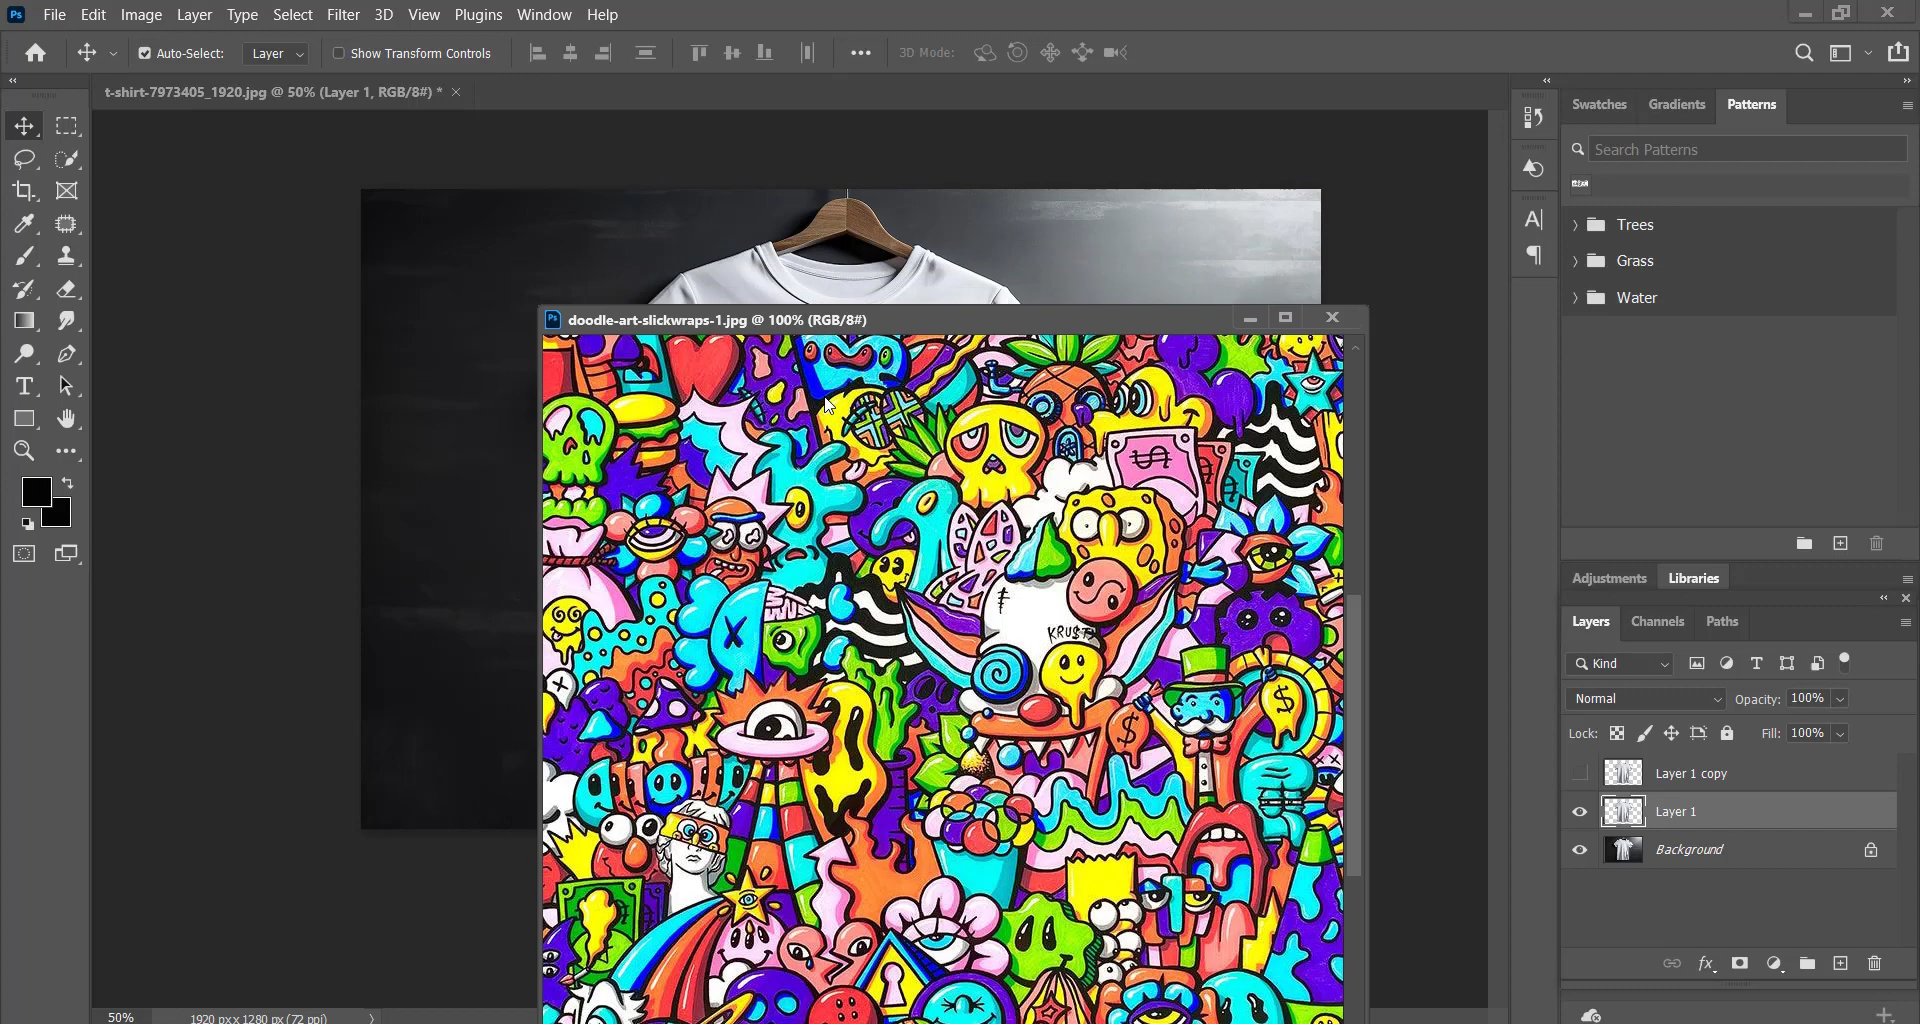 Ps File Edit Image Layer Type Select Filter 3D View Plugins Window Help
Auto-Select: Layer Show Transform Controls 3D Mode:
t-shirt-7973405_1920.jpg @ 50% (Layer 1, RGB/8#) *
Swatches Gradients Patterns
Search Patterns
Trees
Grass
Water
Ps doodle-art-slickwraps-1.jpg @ 100% (RGB/8#)
KRUSTY
Adjustments Libraries
Layers Channels Paths
Kind
Normal Opacity: 100%
Lock: Fill: 100%
Layer 1 copy
Layer 1
Background
fx
50% 1920 px x 1280 px (72 ppi)